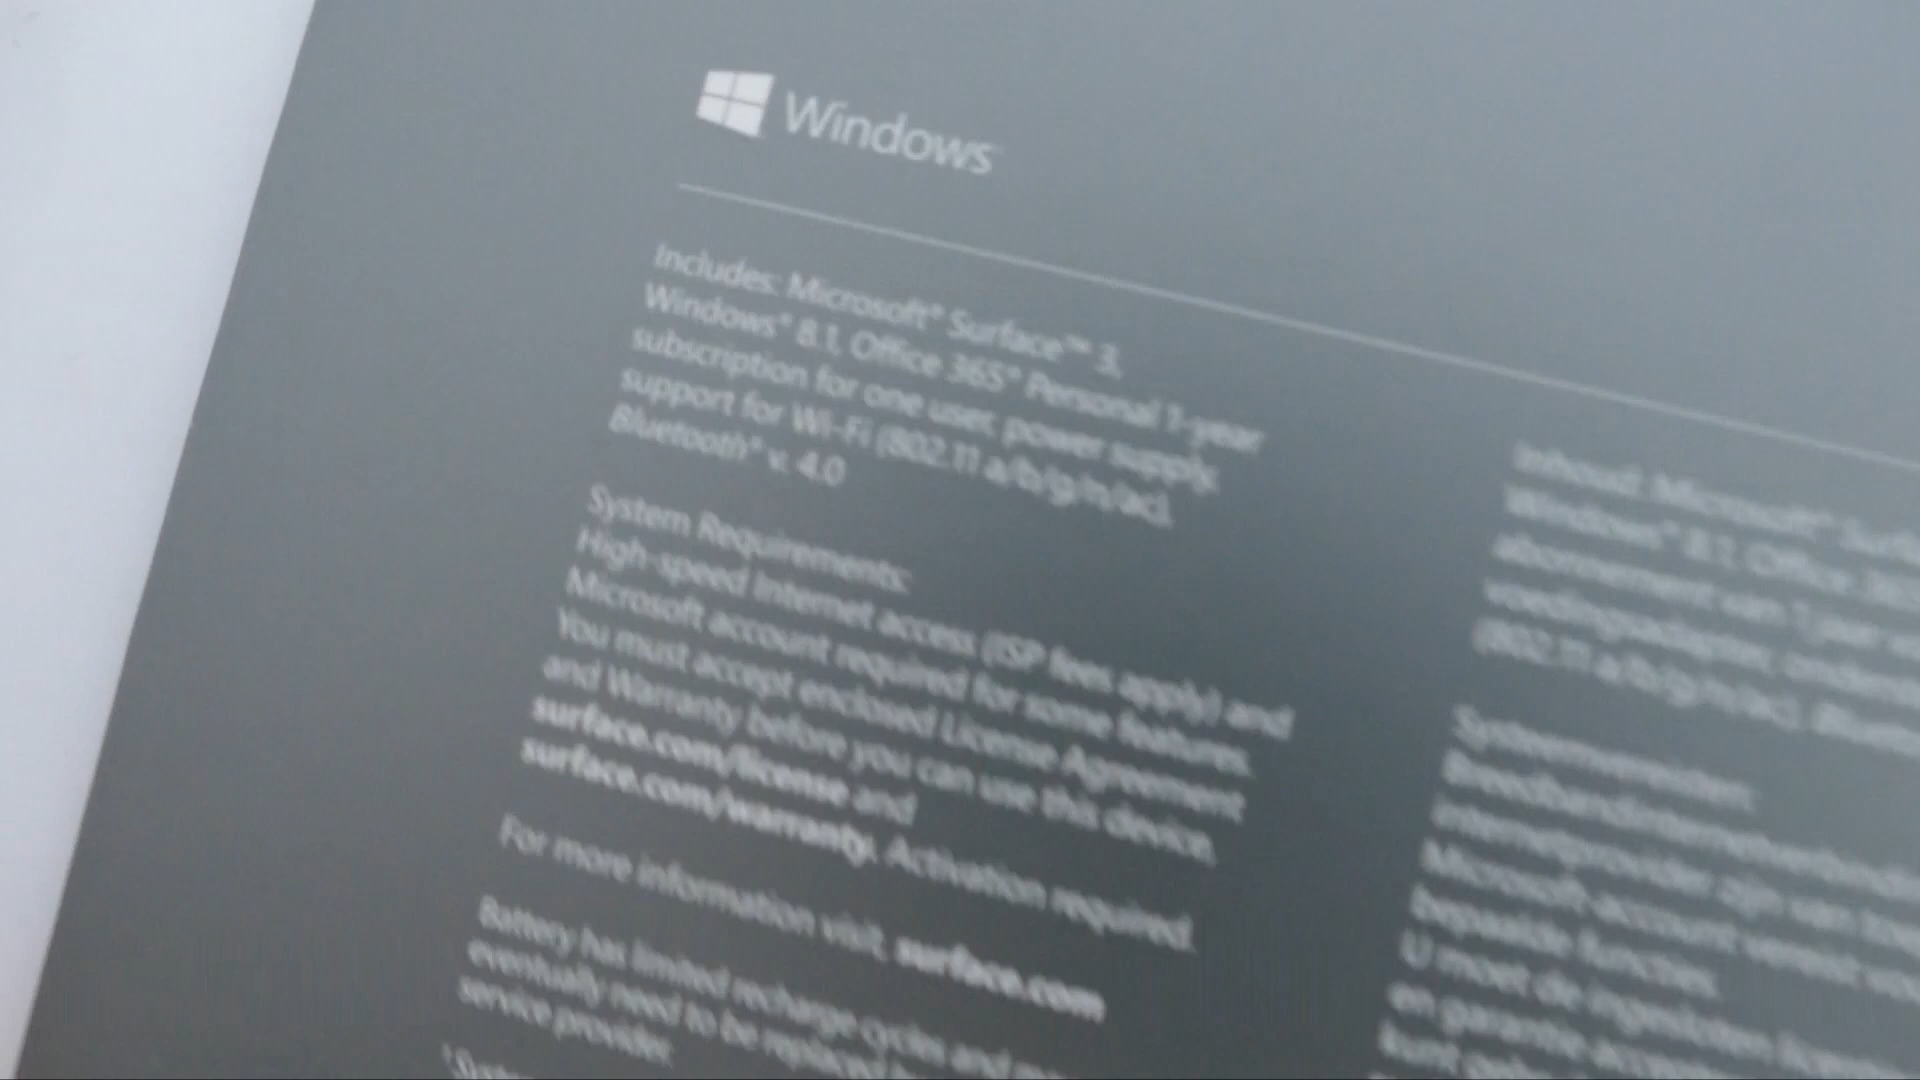 Windows
Includes: Microsoft® Surface™ 3,
Windows® 8.1, Office 365® Personal 1-year
subscription for one user, power supply,
support for Wi-Fi (802.11 a/b/g/n/ac),
Bluetooth® v. 4.0
System Requirements:
High-speed Internet access (ISP fees apply) and
Microsoft account required for some features.
You must accept enclosed License Agreement
and Warranty before you can use this device.
surface.com/license and
surface.com/warranty. Activation required.
For more information visit, surface.com
Battery has limited recharge cycles and
eventually need to be replaced
service provider.
Inhoud: Microsoft®
Windows® 8.1, Office
abonnement van 1 jaar
(802.11 a/b/g/n/ac),
Systeemvereisten:
internetprovider zijn van
Microsoft-account vereist
bepaalde functies.
U moet de ingesloten
en garantie
kunt